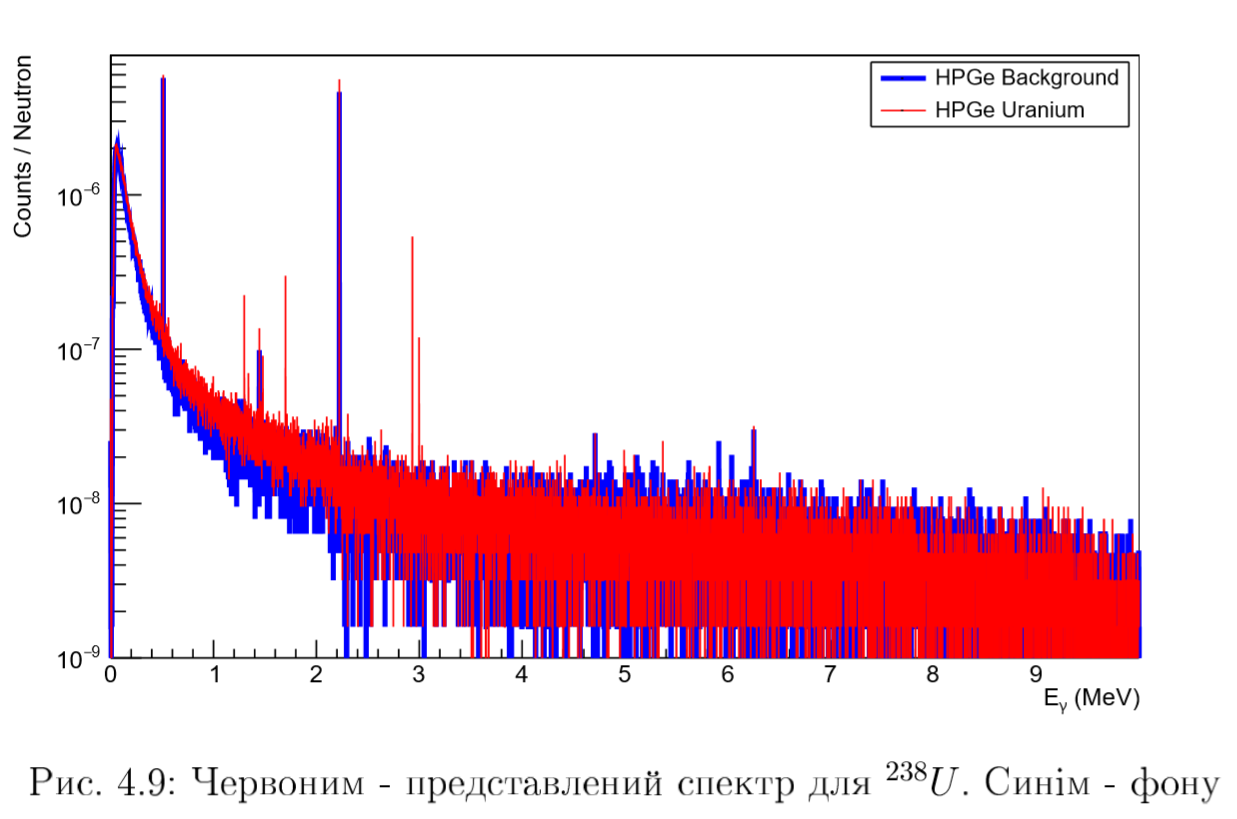 Counts / Neutron
HPGe Background
HPGe Uranium
10⁻⁶
10⁻⁷
10⁻⁸
10⁻⁹
0 1 2 3 4 5 6 7 8 9
Eγ (MeV)
Рис. 4.9: Червоним - представлений спектр для ²³⁸U. Синім - фону